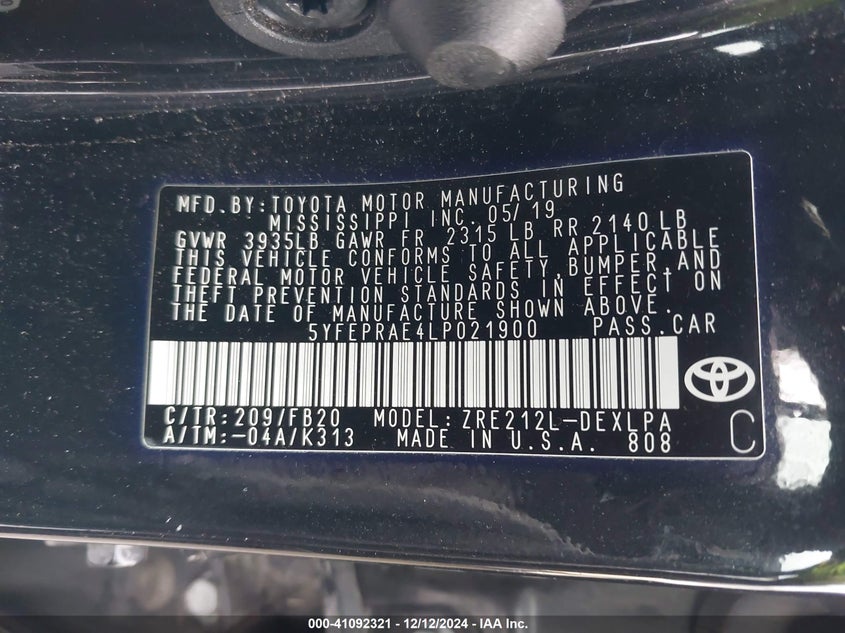 MFD.BY:TOYOTA MOTOR MANUFACTURING
MISSISSIPPI INC. 05/19
GVWR 3935LB GAWR FR 2315LB RR 2140LB
THIS VEHICLE CONFORMS TO ALL APPLICABLE
FEDERAL MOTOR VEHICLE SAFETY,BUMPER,AND
THEFT PREVENTION STANDARDS IN EFFECT ON
THE DATE OF MANUFACTURE SHOWN ABOVE.
5YFEPRAE4LP021900 PASS.CAR
C/TR:209/FB20 MODEL:ZRE212L-DEXLPA
A/TM:-04A/K313 MADE IN U.S.A. 808 C
000-41092321 - 12/12/2024 - IAA Inc.